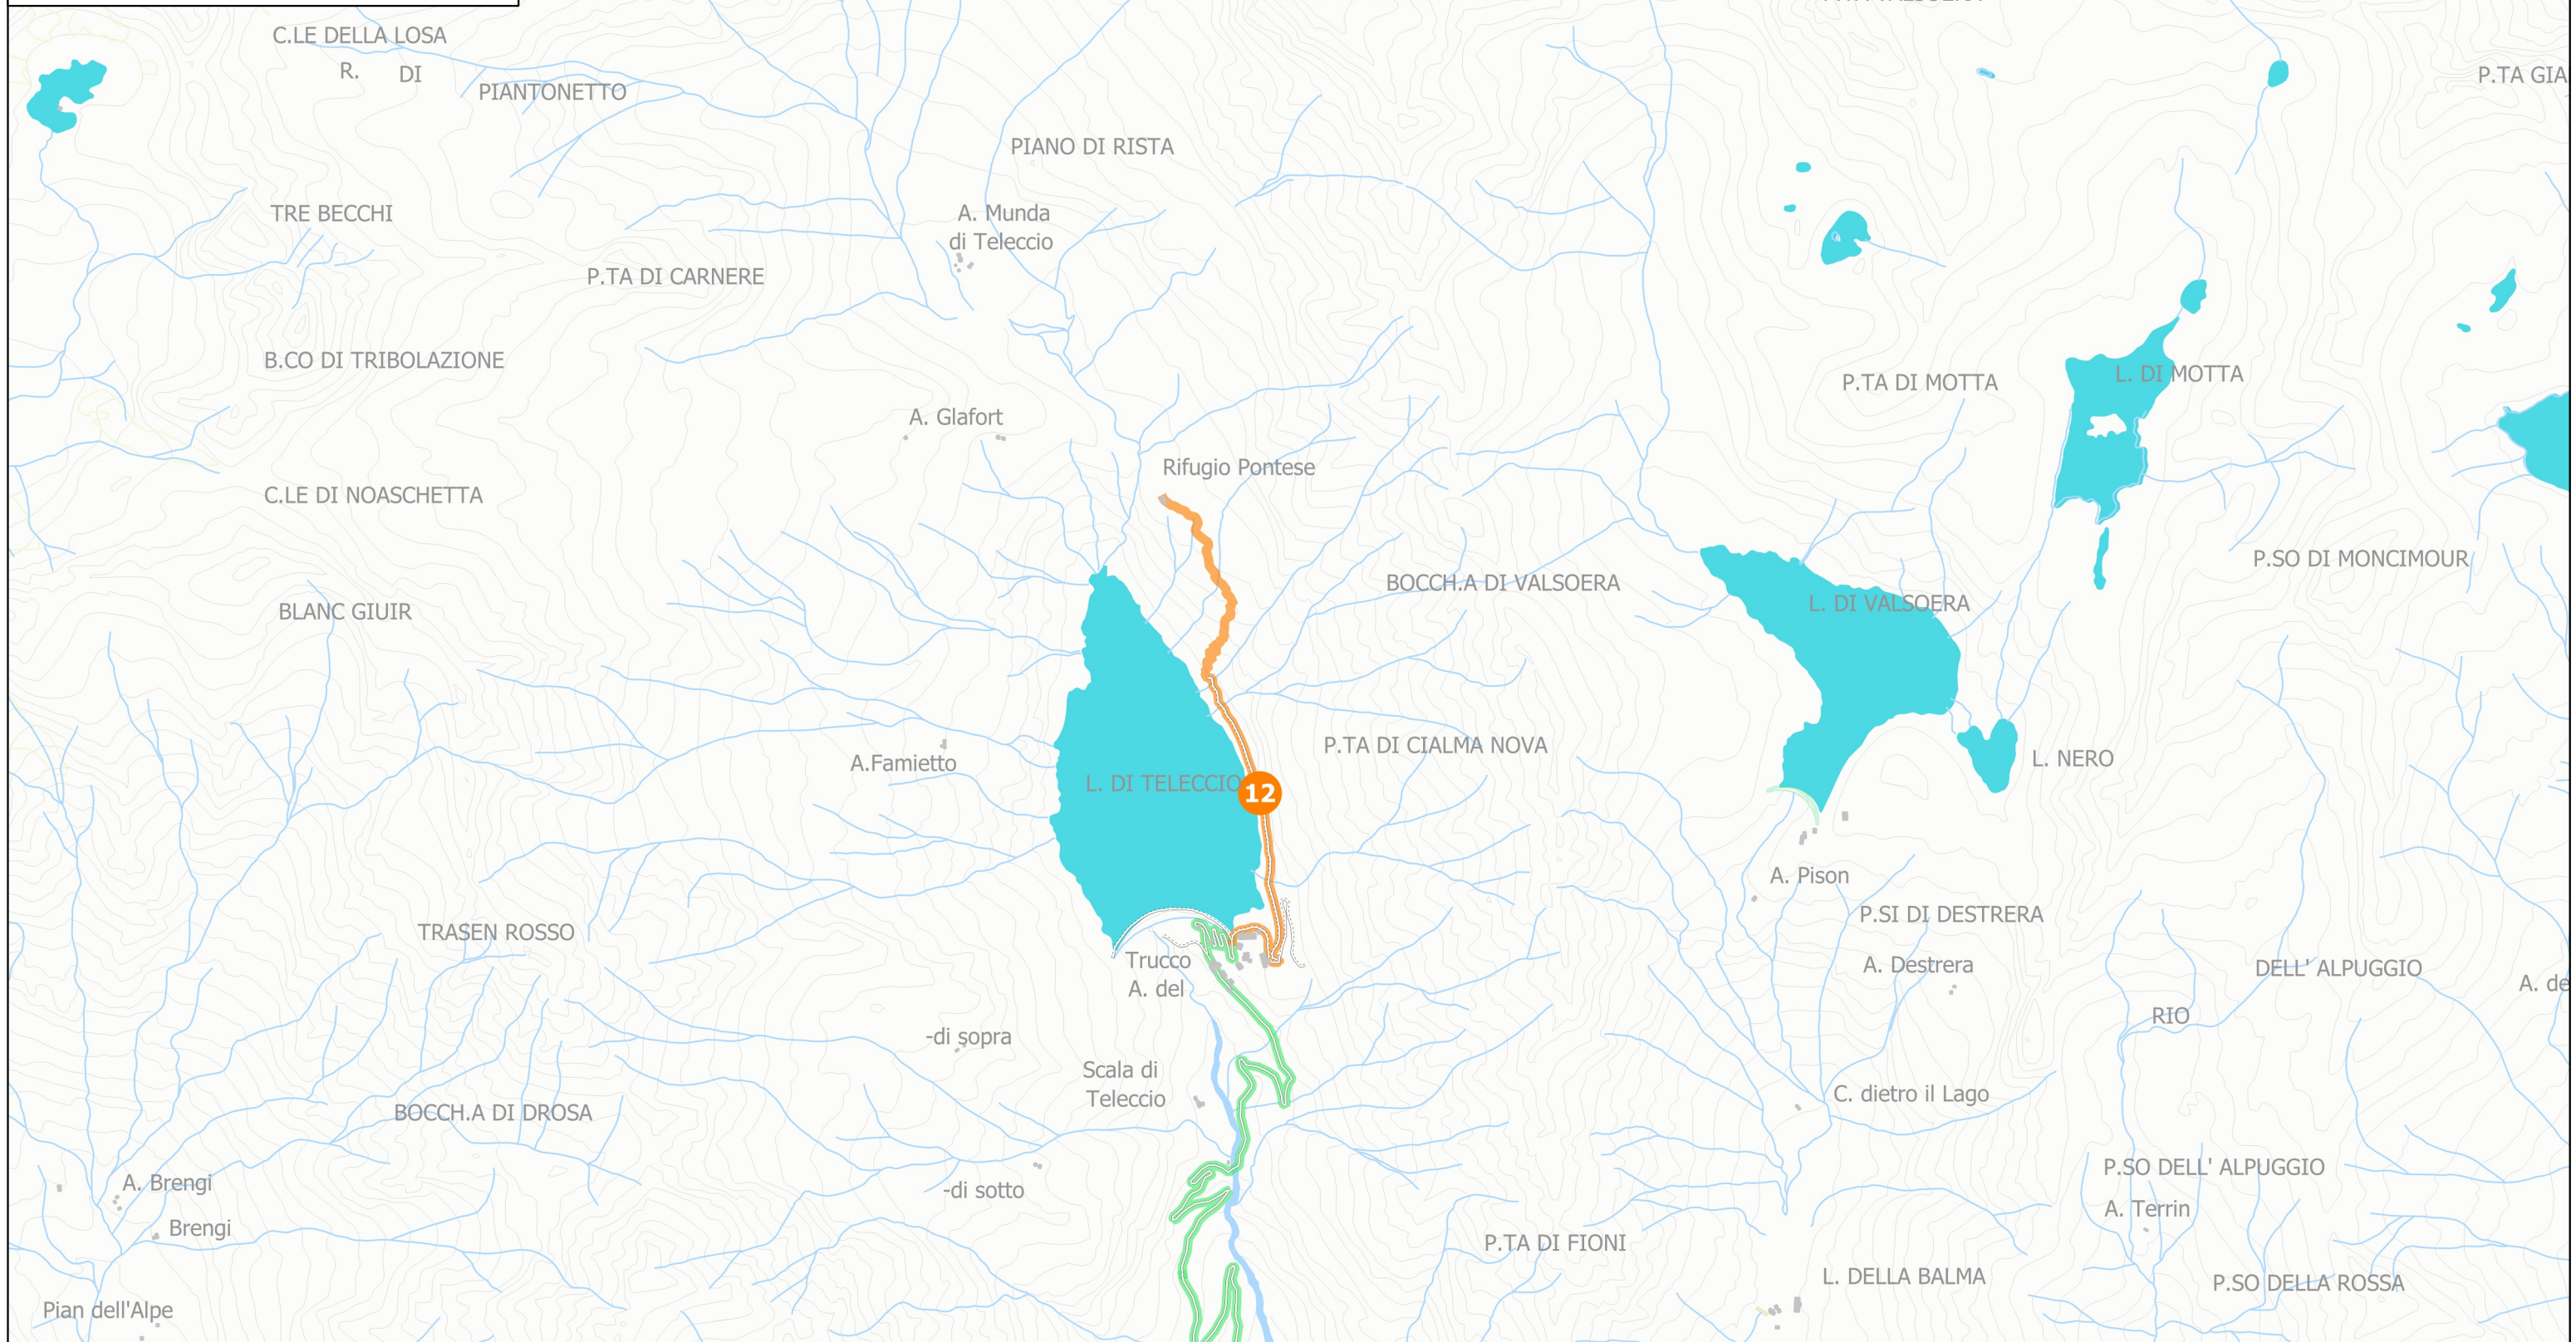 C.LE DELLA LOSA
R. DI
PIANTONETTO
P.TA GIA
PIANO DI RISTA
TRE BECCHI
A. Munda
di Teleccio
P.TA DI CARNERE
B.CO DI TRIBOLAZIONE
L. DI MOTTA
P.TA DI MOTTA
A. Glafort
Rifugio Pontese
C.LE DI NOASCHETTA
P.SO DI MONCIMOUR
BOCCH.A DI VALSOERA
L. DI VALSOERA
BLANC GIUIR
P.TA DI CIALMA NOVA
L. NERO
A.Famietto
L. DI TELECCIO
12
A. Pison
P.SI DI DESTRERA
TRASEN ROSSO
Trucco
A. del
A. Destrera
DELL' ALPUGGIO
A. de
RIO
-di sopra
Scala di
Teleccio
C. dietro il Lago
BOCCH.A DI DROSA
P.SO DELL' ALPUGGIO
A. Brengi
-di sotto
A. Terrin
Brengi
P.TA DI FIONI
L. DELLA BALMA
P.SO DELLA ROSSA
Pian dell'Alpe